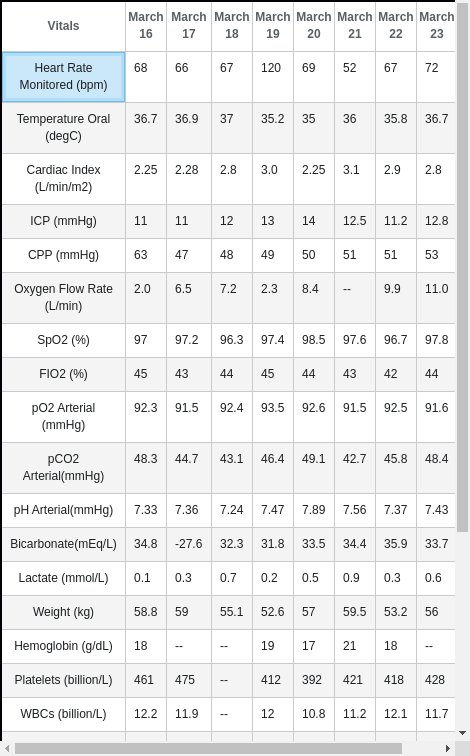 Vitals March 16 March 17 March 18 March 19 March 20 March 21 March 22 March 23
Heart Rate Monitored (bpm) 68 66 67 120 69 52 67 72
Temperature Oral (degC) 36.7 36.9 37 35.2 35 36 35.8 36.7
Cardiac Index (L/min/m2) 2.25 2.28 2.8 3.0 2.25 3.1 2.9 2.8
ICP (mmHg) 11 11 12 13 14 12.5 11.2 12.8
CPP (mmHg) 63 47 48 49 50 51 51 53
Oxygen Flow Rate (L/min) 2.0 6.5 7.2 2.3 8.4 -- 9.9 11.0
SpO2 (%) 97 97.2 96.3 97.4 98.5 97.6 96.7 97.8
FIO2 (%) 45 43 44 45 44 43 42 44
pO2 Arterial (mmHg) 92.3 91.5 92.4 93.5 92.6 91.5 92.5 91.6
pCO2 Arterial(mmHg) 48.3 44.7 43.1 46.4 49.1 42.7 45.8 48.4
pH Arterial(mmHg) 7.33 7.36 7.24 7.47 7.89 7.56 7.37 7.43
Bicarbonate(mEq/L) 34.8 -27.6 32.3 31.8 33.5 34.4 35.9 33.7
Lactate (mmol/L) 0.1 0.3 0.7 0.2 0.5 0.9 0.3 0.6
Weight (kg) 58.8 59 55.1 52.6 57 59.5 53.2 56
Hemoglobin (g/dL) 18 -- -- 19 17 21 18 --
Platelets (billion/L) 461 475 -- 412 392 421 418 428
WBCs (billion/L) 12.2 11.9 -- 12 10.8 11.2 12.1 11.7